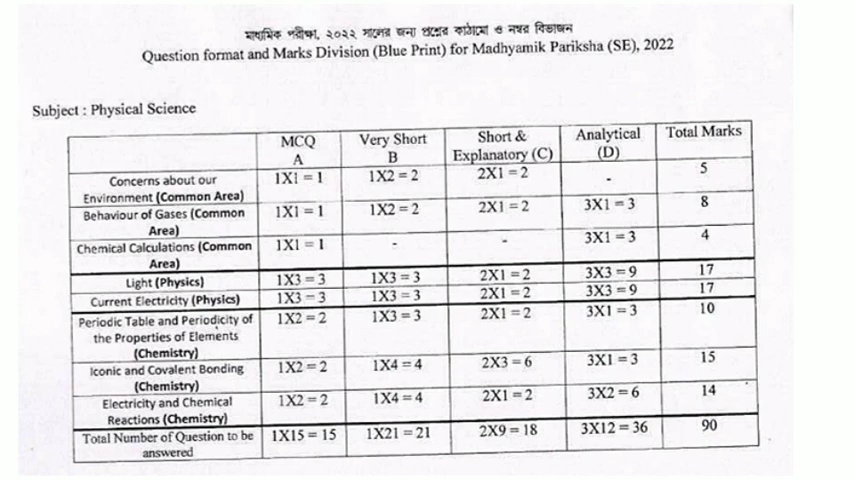 মাধ্যমিক পরীক্ষা, ২০২২ সালের জন্য প্রশ্নের কাঠামো ও নম্বর বিভাজন
Question format and Marks Division (Blue Print) for Madhyamik Pariksha (SE), 2022
Subject : Physical Science
MCQ A Very Short B Short & Explanatory (C) Analytical (D) Total Marks
Concerns about our Environment (Common Area) 1X1 = 1 1X2 = 2 2X1 = 2 - 5
Behaviour of Gases (Common Area) 1X1 = 1 1X2 = 2 2X1 = 2 3X1 = 3 8
Chemical Calculations (Common Area) 1X1 = 1 - - 3X1 = 3 4
Light (Physics) 1X3 = 3 1X3 = 3 2X1 = 2 3X3 = 9 17
Current Electricity (Physics) 1X3 = 3 1X3 = 3 2X1 = 2 3X3 = 9 17
Periodic Table and Periodicity of the Properties of Elements (Chemistry) 1X2 = 2 1X3 = 3 2X1 = 2 3X1 = 3 10
Iconic and Covalent Bonding (Chemistry) 1X2 = 2 1X4 = 4 2X3 = 6 3X1 = 3 15
Electricity and Chemical Reactions (Chemistry) 1X2 = 2 1X4 = 4 2X1 = 2 3X2 = 6 14
Total Number of Question to be answered 1X15 = 15 1X21 = 21 2X9 = 18 3X12 = 36 90